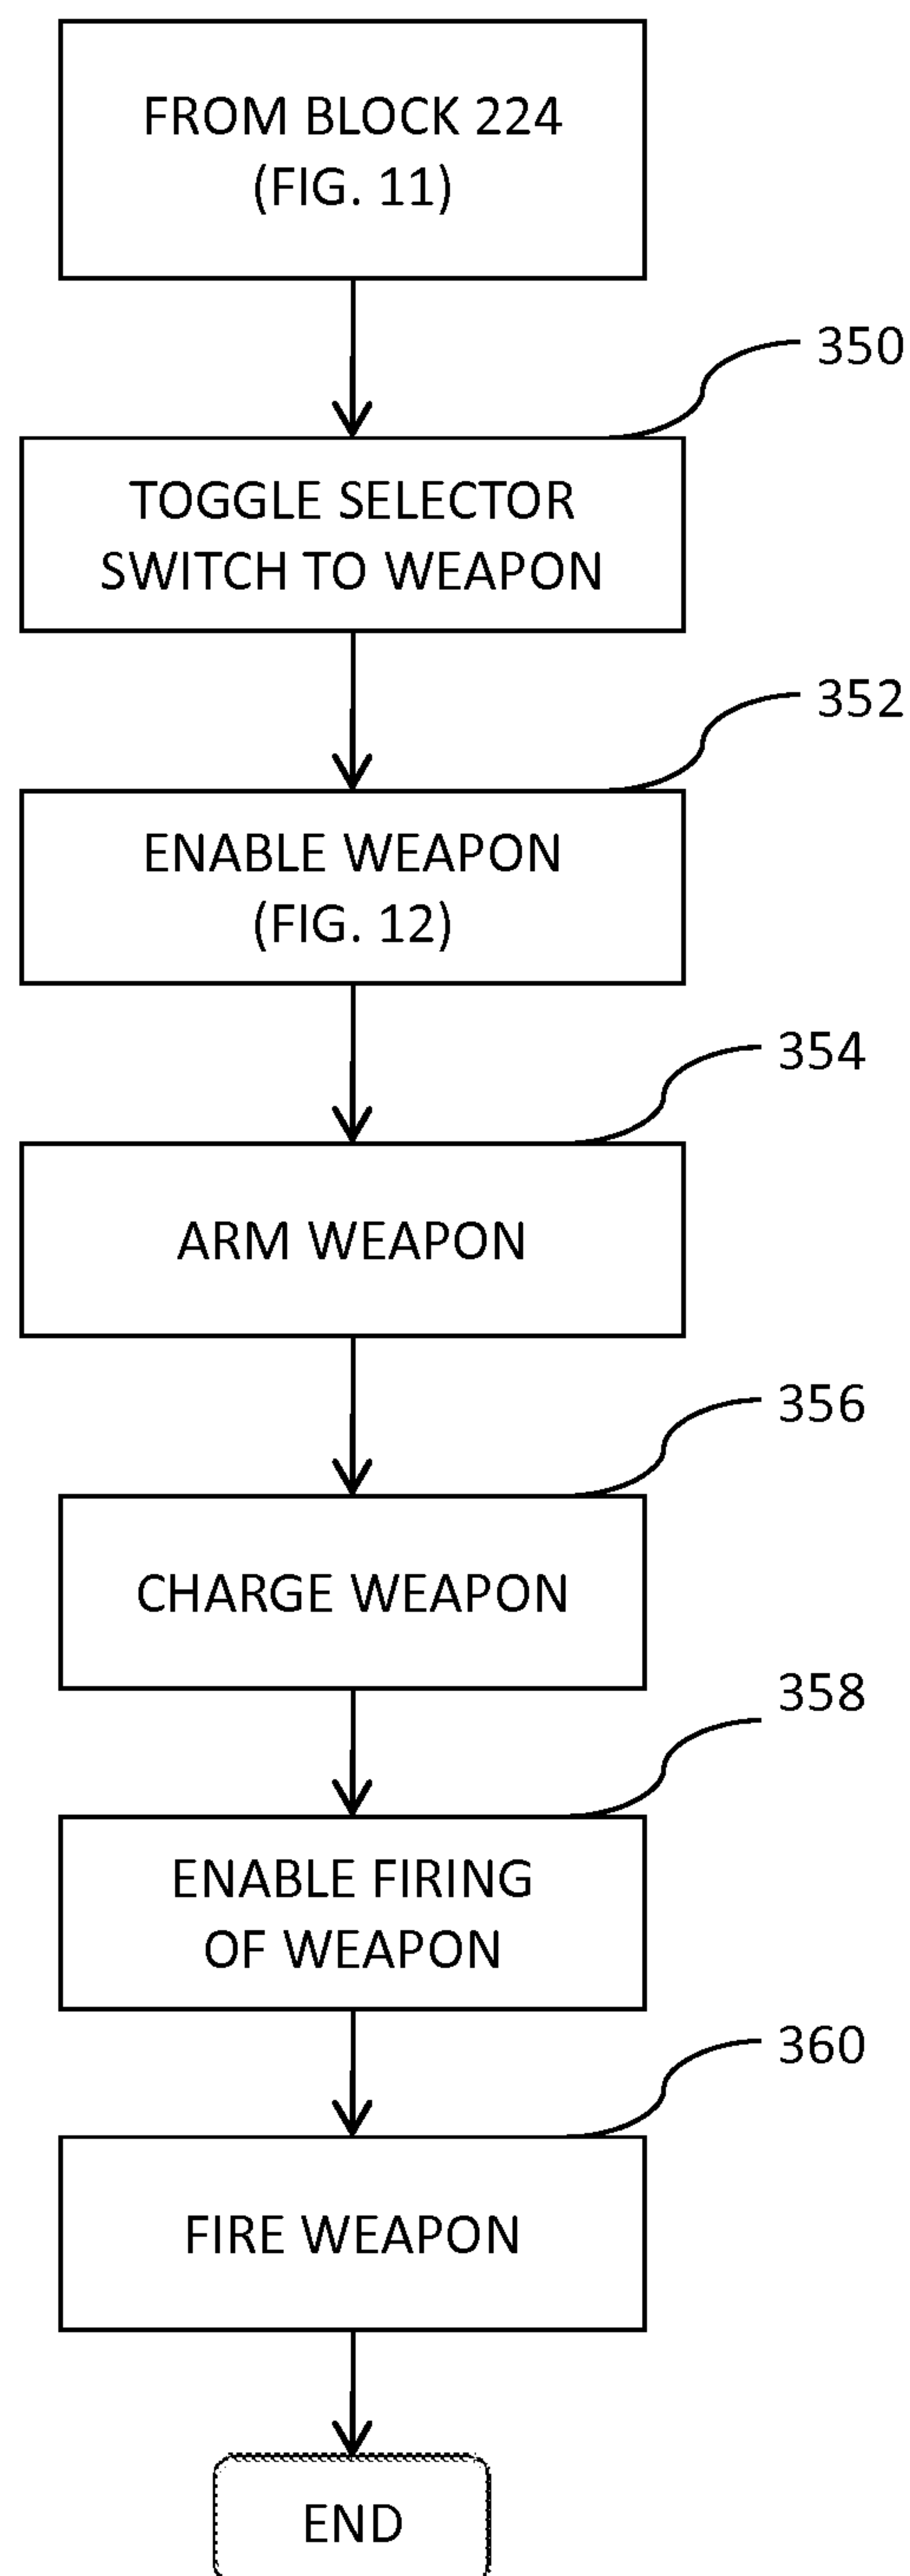 FROM BLOCK 224
(FIG. 11)
350
TOGGLE SELECTOR
SWITCH TO WEAPON
352
ENABLE WEAPON
(FIG. 12)
354
ARM WEAPON
356
CHARGE WEAPON
358
ENABLE FIRING
OF WEAPON
360
FIRE WEAPON
END